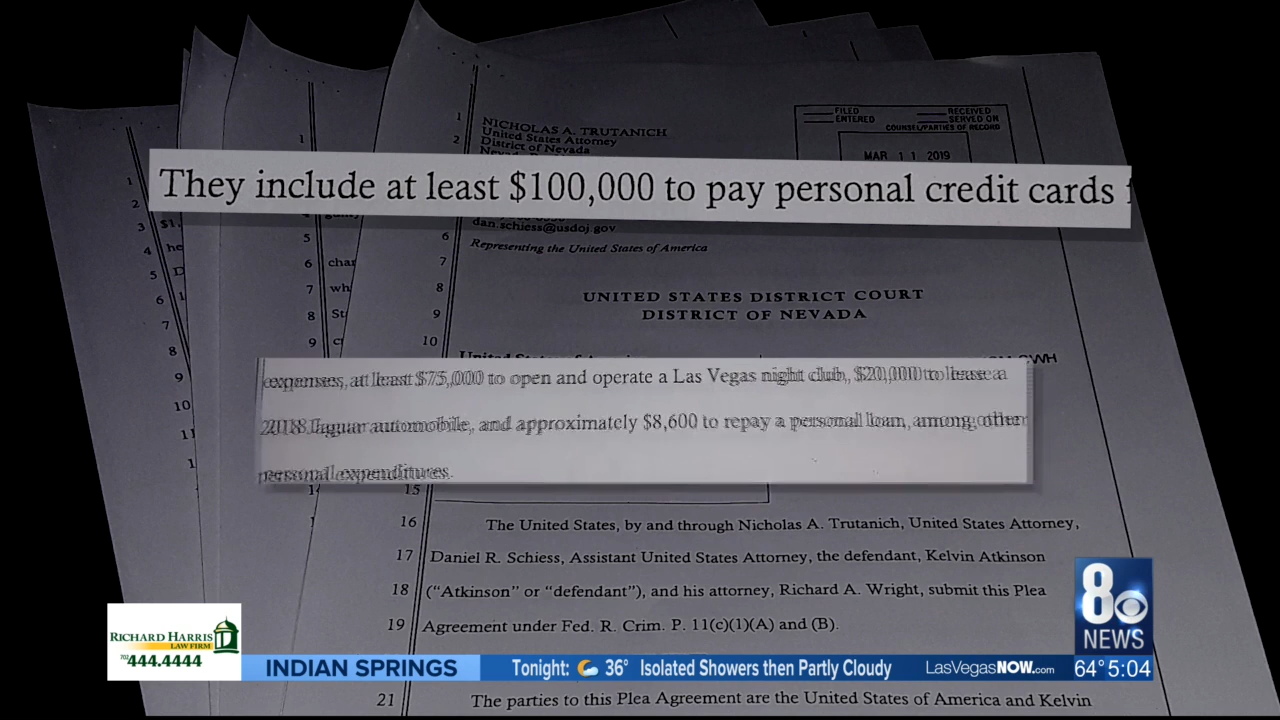 NICHOLAS A. TRUTANICH
United States Attorney
District of Nevada
FILED
ENTERED
RECEIVED
SERVED ON
COUNSEL/PARTIES OF RECORD
MAR 11 2019
They include at least $100,000 to pay personal credit cards
dan.schiess@usdoj.gov
Representing the United States of America
UNITED STATES DISTRICT COURT
DISTRICT OF NEVADA
expenses, at least $75,000 to open and operate a Las Vegas night club, $20,000 to lease a
2018 Jaguar automobile, and approximately $8,600 to repay a personal loan, among other
personal expenditures.
15
16 The United States, by and through Nicholas A. Trutanich, United States Attorney,
17 Daniel R. Schiess, Assistant United States Attorney, the defendant, Kelvin Atkinson
18 ("Atkinson" or "defendant"), and his attorney, Richard A. Wright, submit this Plea
19 Agreement under Fed. R. Crim. P. 11(c)(1)(A) and (B).
21 The parties to this Plea Agreement are the United States of America and Kelvin
8
NEWS
RICHARD HARRIS
LAW FIRM
702 444.4444
INDIAN SPRINGS Tonight: 36° Isolated Showers then Partly Cloudy LasVegasNOW.com 64° 5:04